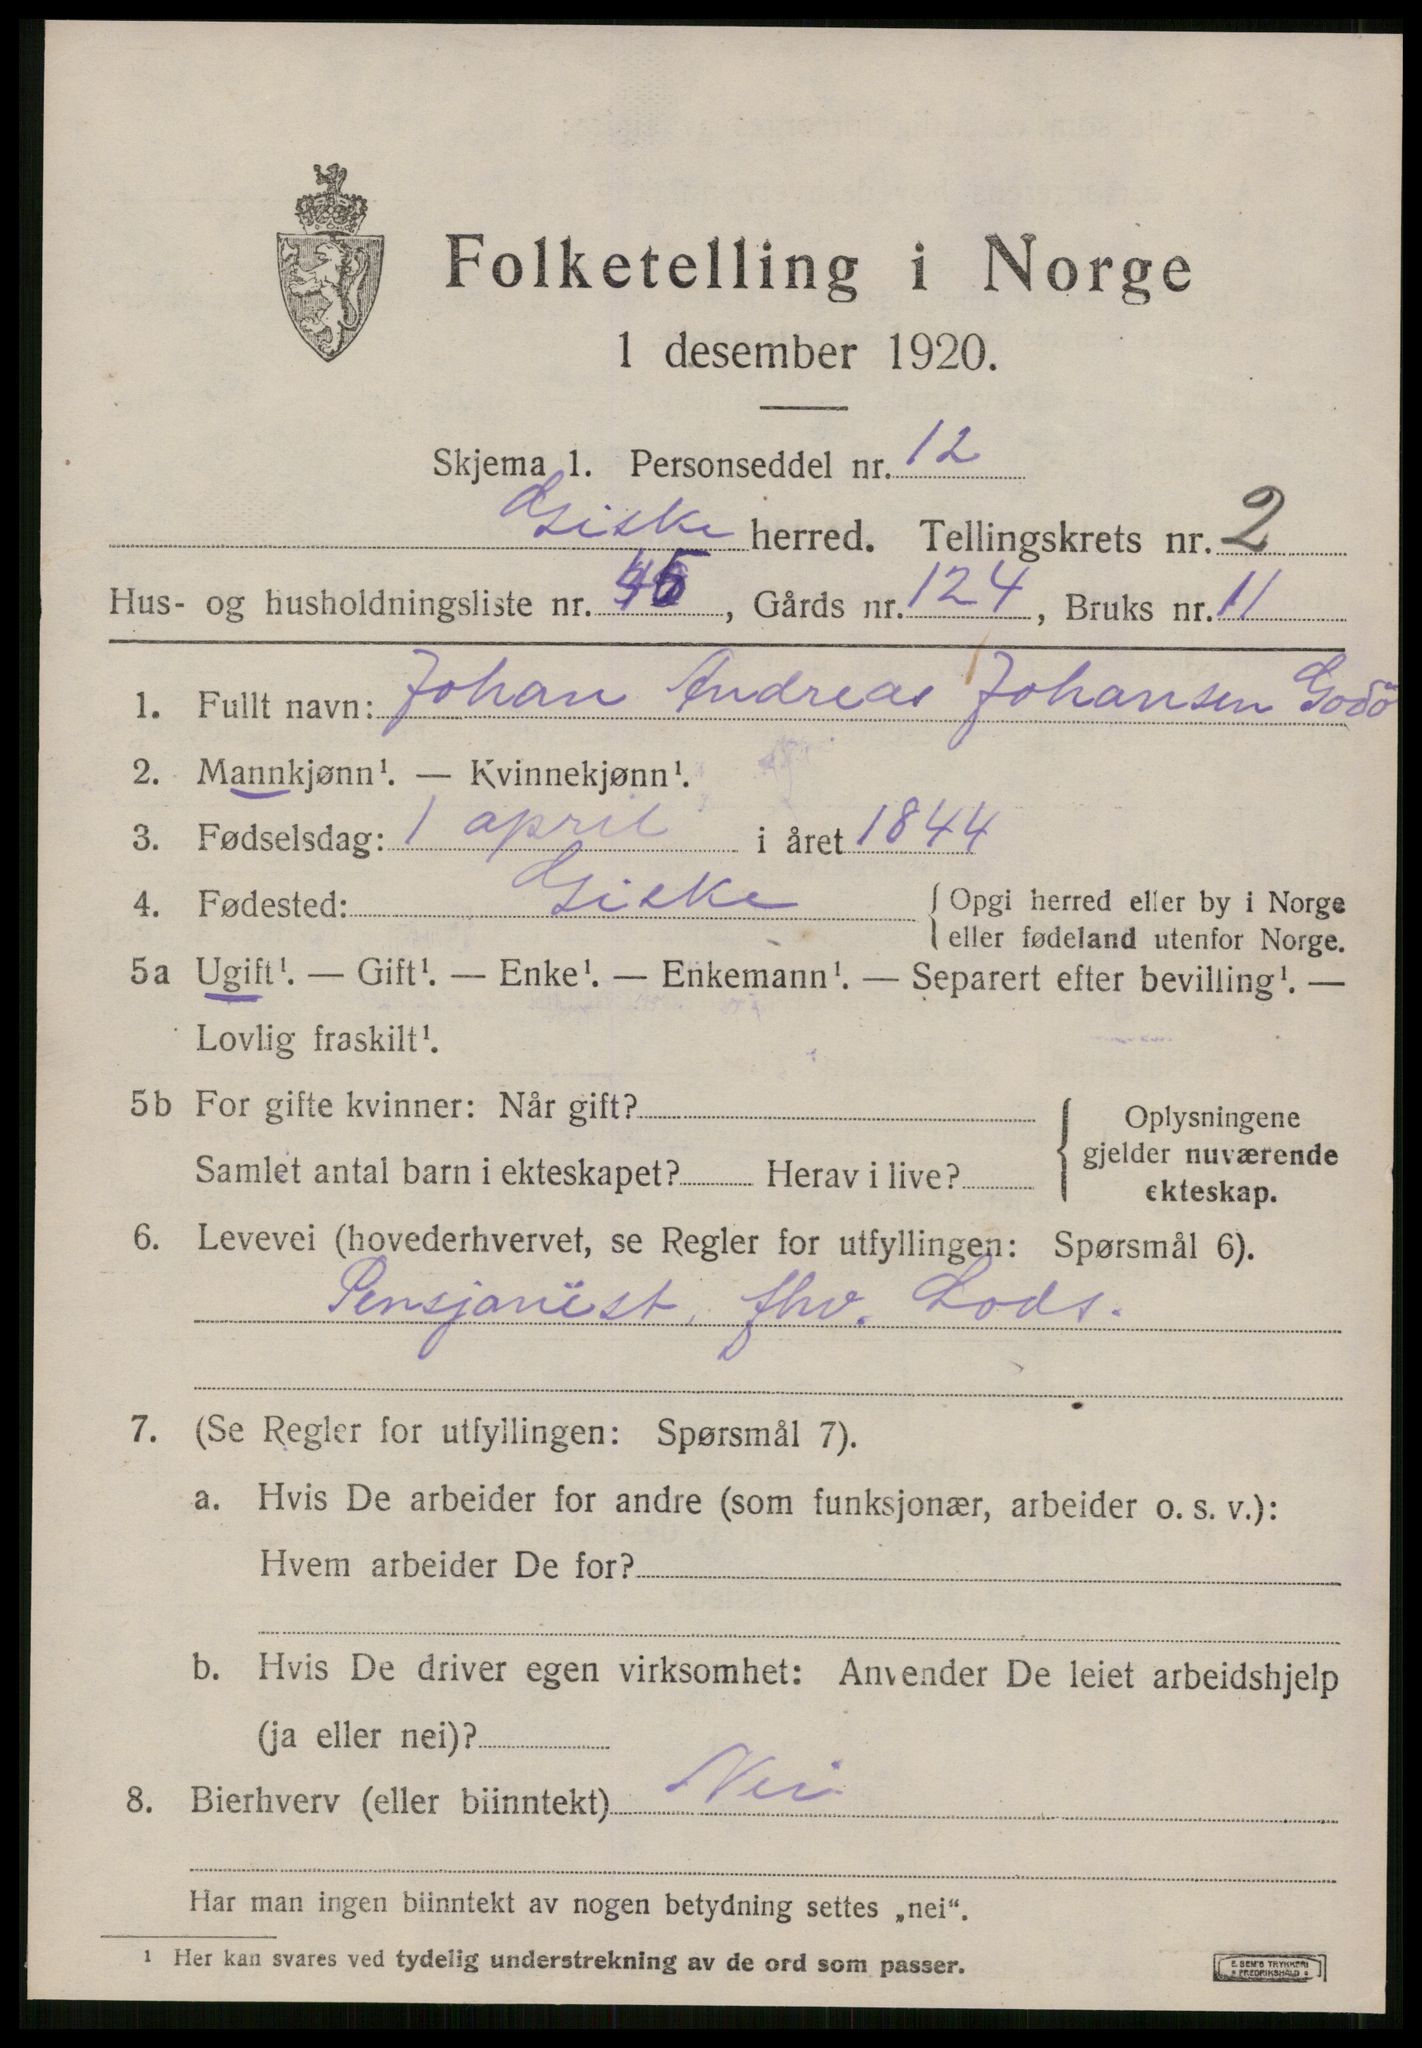 Folketelling i Norge
1 desember 1920.
Skjema 1. Personseddel nr. 12
Giske herred. Tellingskrets nr. 2
Hus- og husholdningsliste nr. , Gårds nr. 124, Bruks nr. 11
1. Fullt navn: Johan Andreas Johansen Godö
2. Mannkjønn¹. — Kvinnekjønn¹.
3. Fødselsdag: 1 april i året 1844
4. Fødested: Giske { Opgi herred eller by i Norge
eller fødeland utenfor Norge.
5a Ugift¹. — Gift¹. — Enke¹. — Enkemann¹. — Separert efter bevilling¹. —
Lovlig fraskilt¹.
5b For gifte kvinner: Når gift? { Oplysningene
gjelder nuværende
Samlet antal barn i ekteskapet? Herav i live?
ekteskap.
6. Levevei (hovederhvervet, se Regler for utfyllingen: Spørsmål 6).
Pensjonist, fhv. Lods.
7. (Se Regler for utfyllingen: Spørsmål 7).
a. Hvis De arbeider for andre (som funksjonær, arbeider o. s. v.):
Hvem arbeider De for?
b. Hvis De driver egen virksomhet: Anvender De leiet arbeidshjelp
(ja eller nei)?
8. Bierhverv (eller biinntekt) Nei
Har man ingen biinntekt av nogen betydning settes „nei“.
¹ Her kan svares ved tydelig understrekning av de ord som passer.
E. SEM'S TRYKKERI
FREDRIKSHALD